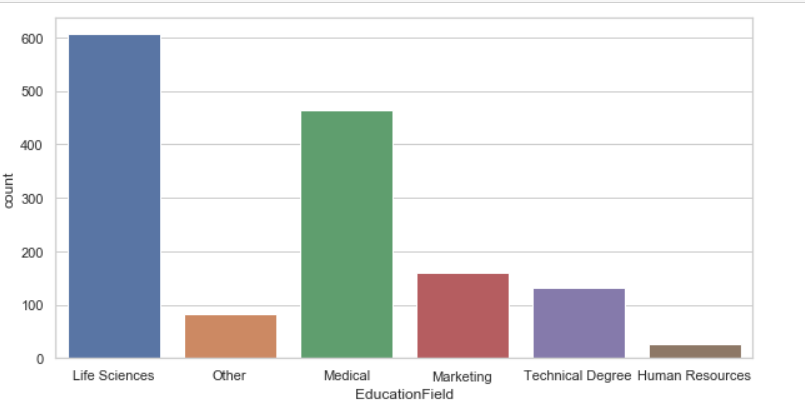 600
500
400
300
200
100
0
count
Life Sciences Other Medical Marketing Technical Degree Human Resources
EducationField